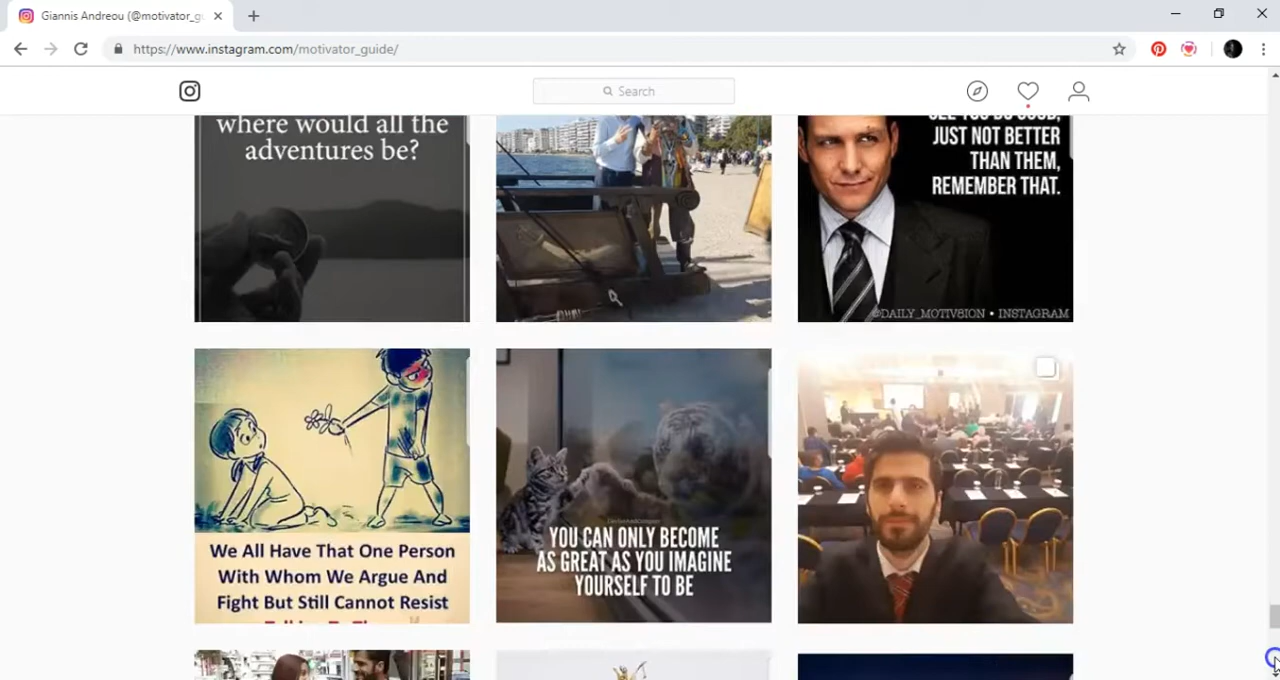 Giannis Andreou (@motivator_gu
https://www.instagram.com/motivator_guide/
Search
where would all the
adventures be?
JUST NOT BETTER
THAN THEM,
REMEMBER THAT.
@DAILY_MOTIV8ION • INSTAGRAM
We All Have That One Person
With Whom We Argue And
Fight But Still Cannot Resist
YOU CAN ONLY BECOME
AS GREAT AS YOU IMAGINE
YOURSELF TO BE